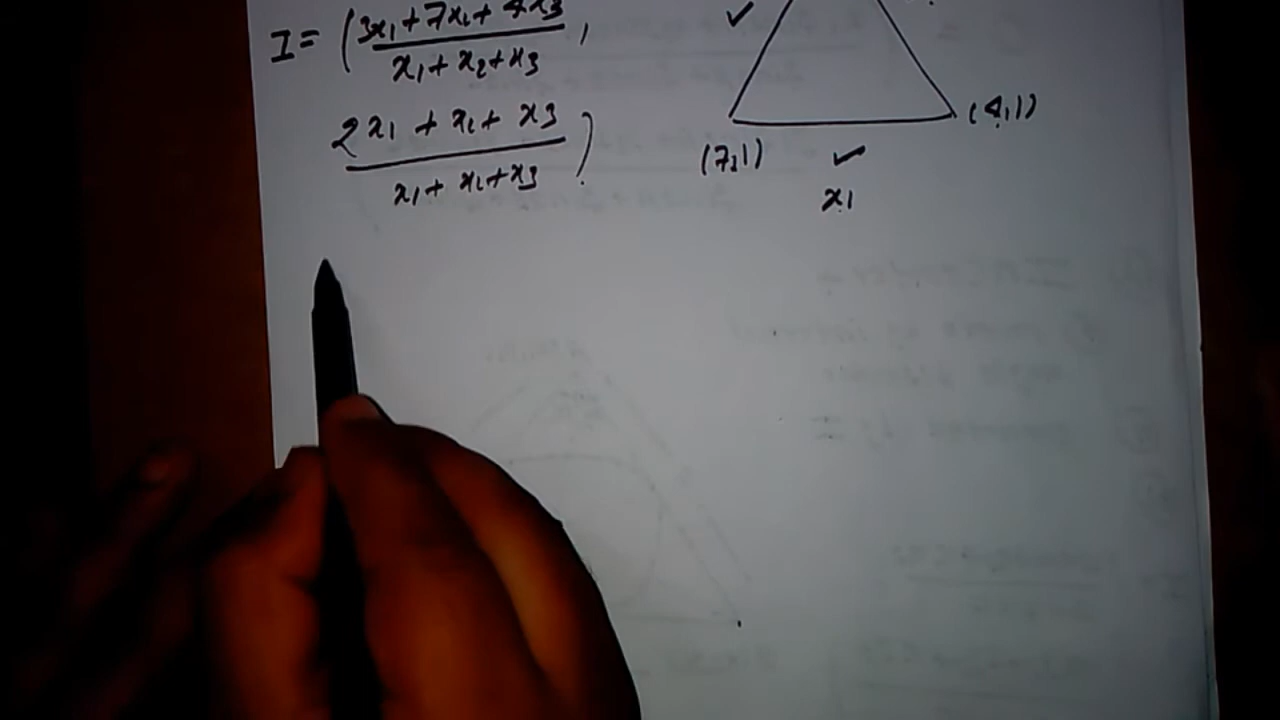 I = (3x₁+7x₂+4x₃
x₁+x₂+x₃ ,
2x₁ + x₂ + x₃
x₁ + x₂+x₃ )
(4,1)
(7,1)
x₁